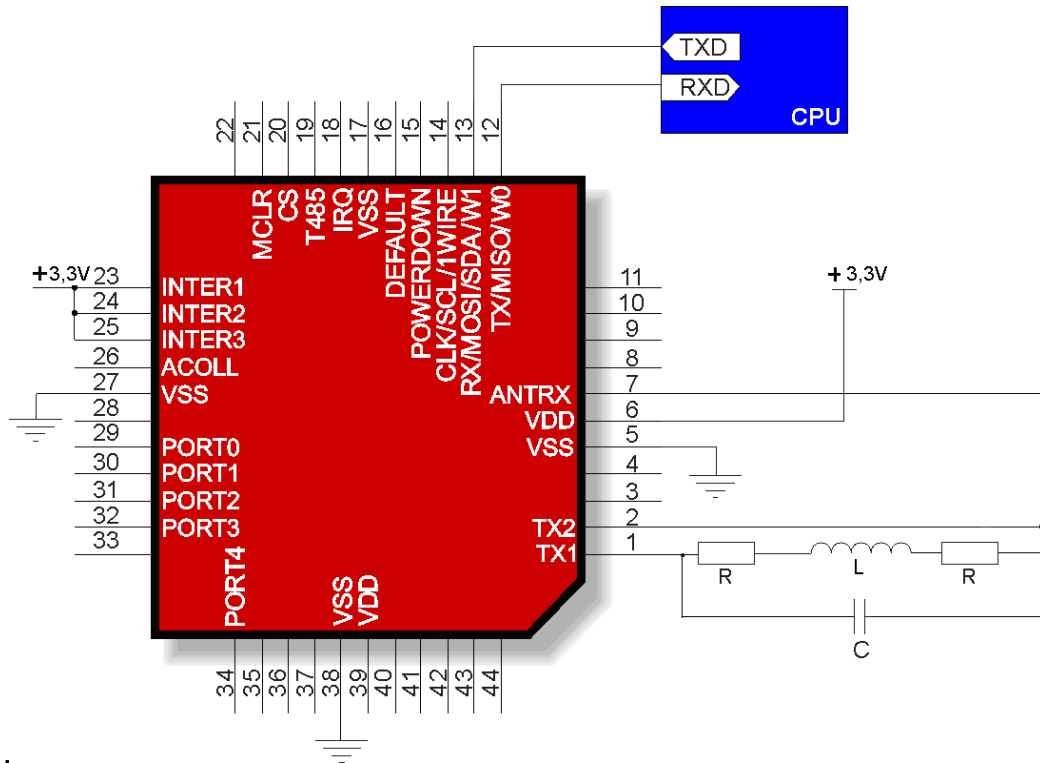 TXD
RXD
CPU
22
21
20
19
18
17
16
15
14
13
12
MCLR
CS
T485
IRQ
VSS
DEFAULT
POWERDOWN
CLK/SCL/1WIRE
RX/MOSI/SDA/W1
TX/MISO/W0
+3,3V
23
24
25
26
27
28
29
30
31
32
33
INTER1
INTER2
INTER3
ACOLL
VSS
PORT0
PORT1
PORT2
PORT3
PORT4
VSS
VDD
ANTRX
VDD
VSS
TX2
TX1
11
10
9
8
7
6
5
4
3
2
1
+3,3V
R
L
R
C
34
35
36
37
38
39
40
41
42
43
44